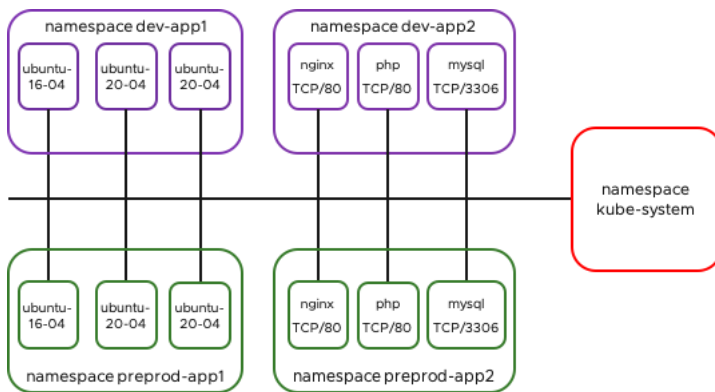 namespace dev-app1
ubuntu-
16-04
ubuntu-
20-04
ubuntu-
20-04
namespace dev-app2
nginx
TCP/80
php
TCP/80
mysql
TCP/3306
namespace
kube-system
ubuntu-
16-04
ubuntu-
20-04
ubuntu-
20-04
namespace preprod-app1
nginx
TCP/80
php
TCP/80
mysql
TCP/3306
namespace preprod-app2